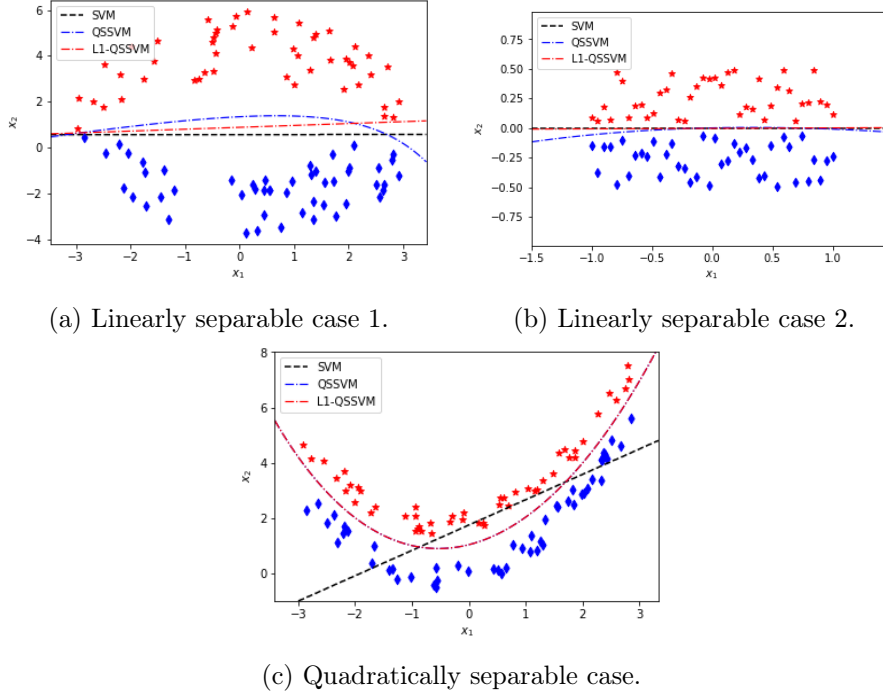 6
4
2
0
−2
−4
x₂
SVM
QSSVM
L1-QSSVM
−3 −2 −1 0 1 2 3
x₁
0.75
0.50
0.25
0.00
−0.25
−0.50
−0.75
x₂
SVM
QSSVM
L1-QSSVM
−1.5 −1.0 −0.5 0.0 0.5 1.0
x₁
(a) Linearly separable case 1.
(b) Linearly separable case 2.
8
6
4
2
0
x₂
SVM
QSSVM
L1-QSSVM
−3 −2 −1 0 1 2 3
x₁
(c) Quadratically separable case.